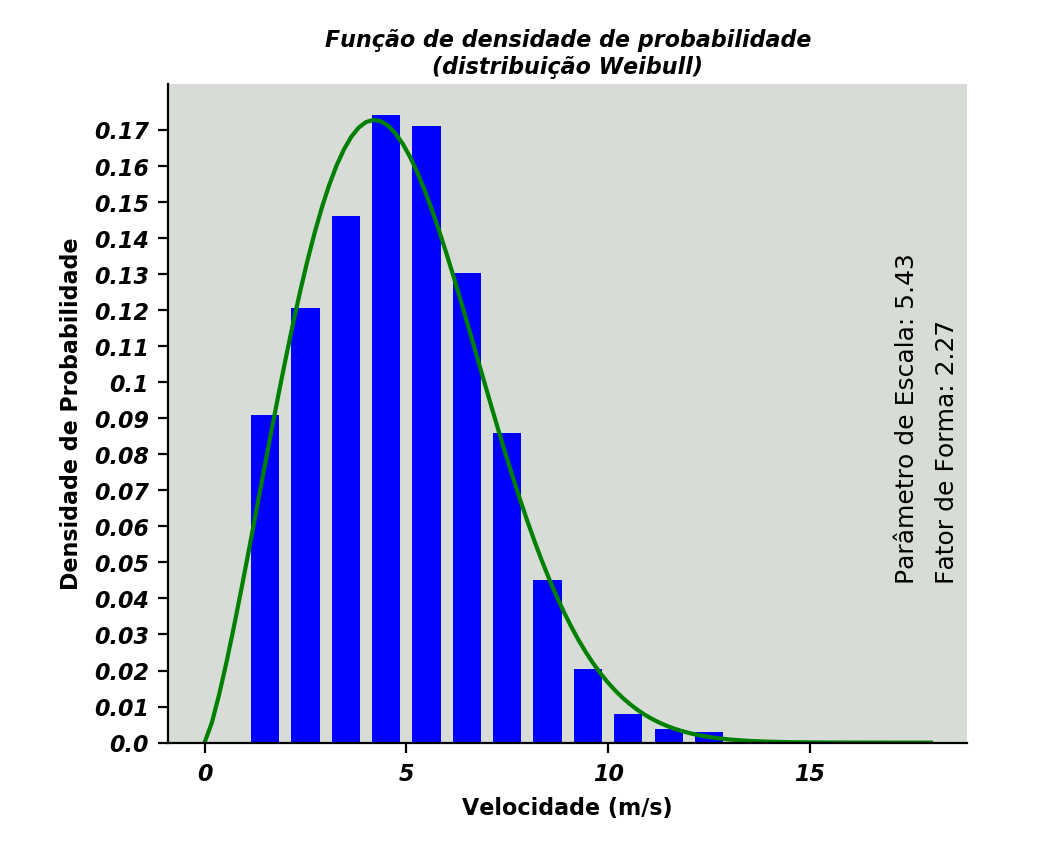 Função de densidade de probabilidade
(distribuição Weibull)
0.17
0.16
0.15
0.14
0.13
0.12
0.11
0.1
0.09
0.08
0.07
0.06
0.05
0.04
0.03
0.02
0.01
0.0
Densidade de Probabilidade
0 5 10 15
Velocidade (m/s)
Parâmetro de Escala: 5.43
Fator de Forma: 2.27